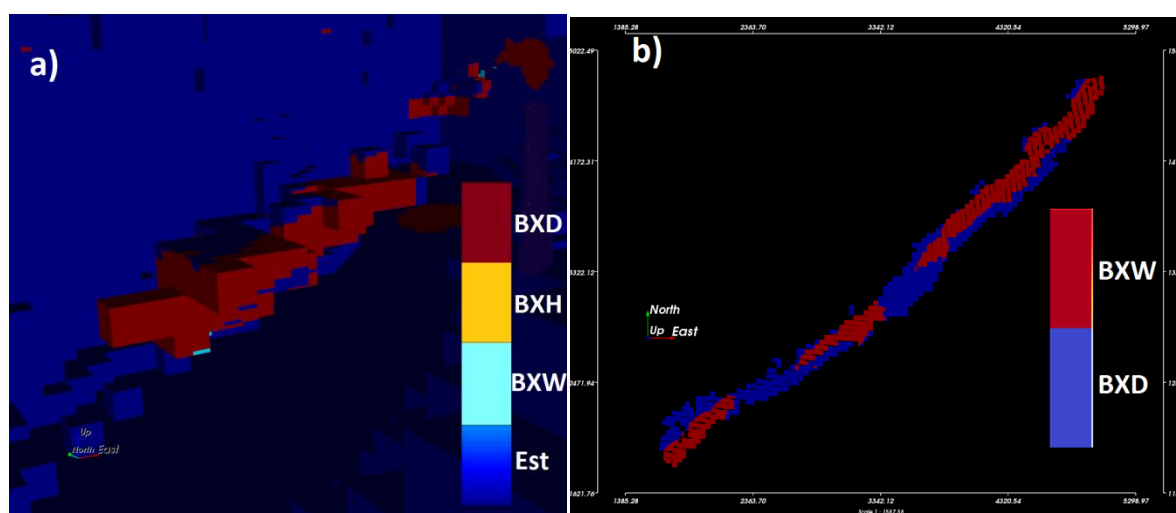 a)
BXD
BXH
BXW
Est
Up
North East
b)
1385.28 2363.70 3342.12 4320.54 5298.97
5022.49
4172.31
3322.12
2471.94
1621.76
North
Up East
BXW
BXD
1385.28 2363.70 3342.12 4320.54 5298.97